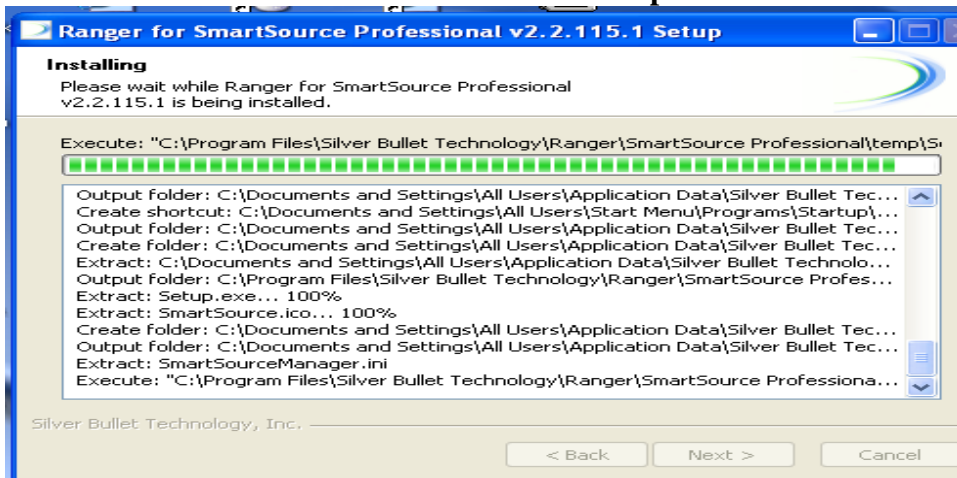 Ranger for SmartSource Professional v2.2.115.1 Setup
Installing
Please wait while Ranger for SmartSource Professional
v2.2.115.1 is being installed.
Execute: "C:\Program Files\Silver Bullet Technology\Ranger\SmartSource Professional\temp\S
Output folder: C:\Documents and Settings\All Users\Application Data\Silver Bullet Tec...
Create shortcut: C:\Documents and Settings\All Users\Start Menu\Programs\Startup\...
Output folder: C:\Documents and Settings\All Users\Application Data\Silver Bullet Tec...
Create folder: C:\Documents and Settings\All Users\Application Data\Silver Bullet Tec...
Extract: C:\Documents and Settings\All Users\Application Data\Silver Bullet Technolo...
Output folder: C:\Program Files\Silver Bullet Technology\Ranger\SmartSource Profes...
Extract: Setup.exe... 100%
Extract: SmartSource.ico... 100%
Create folder: C:\Documents and Settings\All Users\Application Data\Silver Bullet Tec...
Output folder: C:\Documents and Settings\All Users\Application Data\Silver Bullet Tec...
Extract: SmartSourceManager.ini
Execute: "C:\Program Files\Silver Bullet Technology\Ranger\SmartSource Professiona...
Silver Bullet Technology, Inc.
< Back Next > Cancel